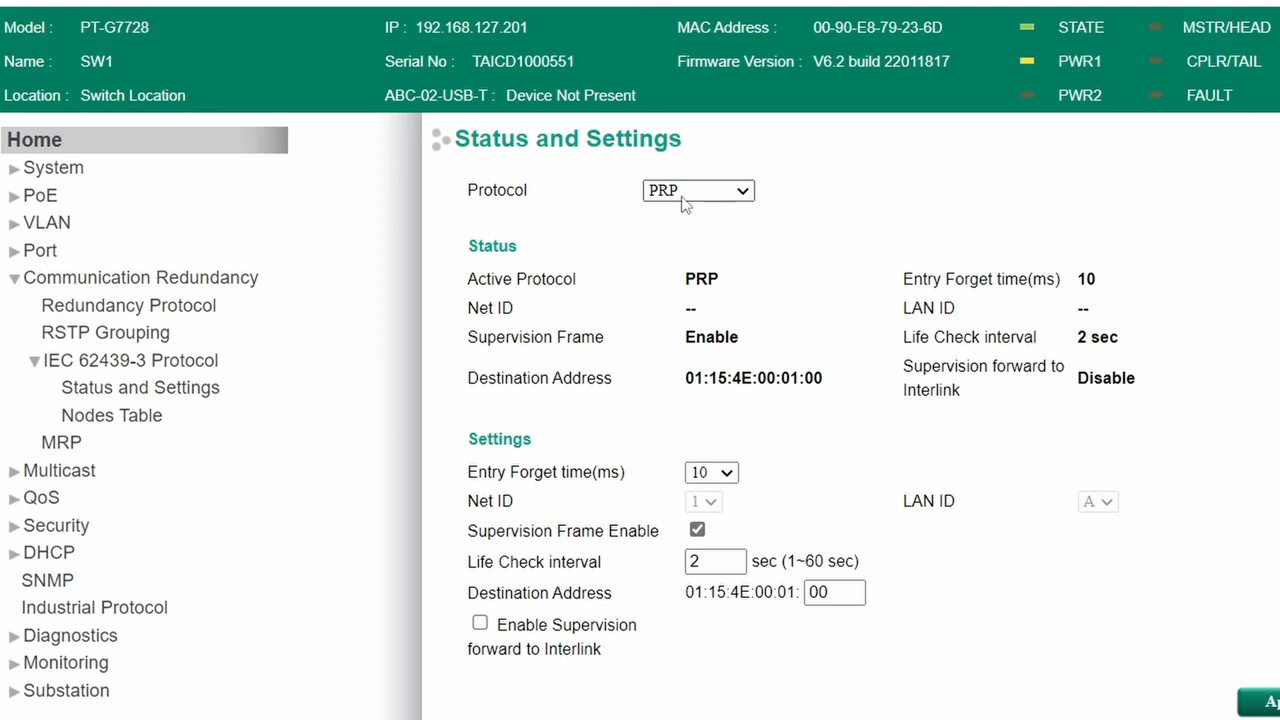 Model : PT-G7728 IP : 192.168.127.201 MAC Address : 00-90-E8-79-23-6D STATE MSTR/HEAD
Name : SW1 Serial No : TAICD1000551 Firmware Version : V6.2 build 22011817 PWR1 CPLR/TAIL
Location : Switch Location ABC-02-USB-T : Device Not Present PWR2 FAULT
Home
System
PoE
VLAN
Port
Communication Redundancy
Redundancy Protocol
RSTP Grouping
IEC 62439-3 Protocol
Status and Settings
Nodes Table
MRP
Multicast
QoS
Security
DHCP
SNMP
Industrial Protocol
Diagnostics
Monitoring
Substation
Status and Settings
Protocol PRP
Status
Active Protocol PRP Entry Forget time(ms) 10
Net ID -- LAN ID --
Supervision Frame Enable Life Check interval 2 sec
Destination Address 01:15:4E:00:01:00 Supervision forward to Interlink Disable
Settings
Entry Forget time(ms) 10
Net ID 1 LAN ID A
Supervision Frame Enable
Life Check interval 2 sec (1~60 sec)
Destination Address 01:15:4E:00:01: 00
Enable Supervision
forward to Interlink